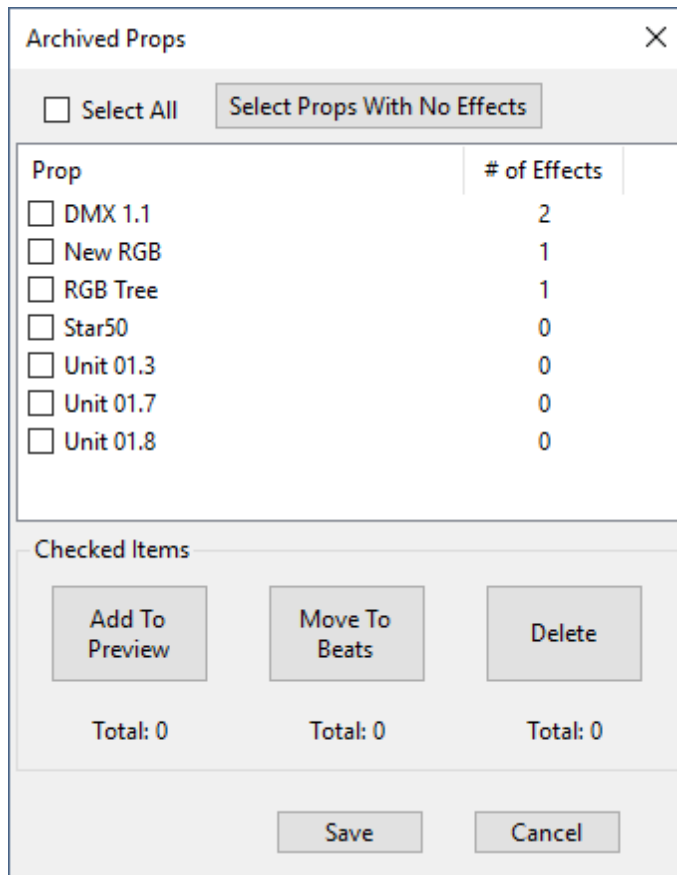 Archived Props
Select All Select Props With No Effects
Prop # of Effects
DMX 1.1 2
New RGB 1
RGB Tree 1
Star50 0
Unit 01.3 0
Unit 01.7 0
Unit 01.8 0
Checked Items
Add To
Preview
Move To
Beats
Delete
Total: 0 Total: 0 Total: 0
Save Cancel